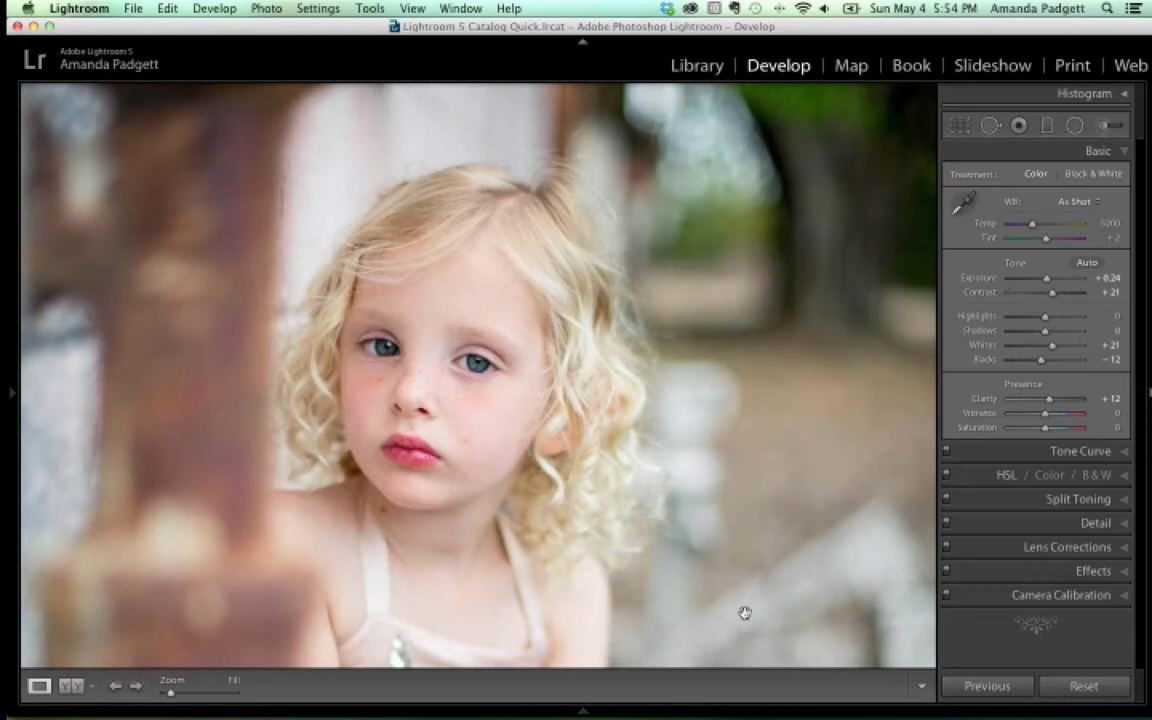 Lightroom File Edit Develop Photo Settings Tools View Window Help Sun May 4 5:54 PM Amanda Padgett
Lightroom 5 Catalog Quick.lrcat – Adobe Photoshop Lightroom – Develop
Lr
Adobe Lightroom 5
Amanda Padgett
Library | Develop | Map | Book | Slideshow | Print | Web
Histogram
Basic
Treatment: Color | Black & White
WB: As Shot
Temp 5200
Tint + 2
Tone Auto
Exposure + 0.24
Contrast + 21
Highlights 0
Shadows 0
Whites + 21
Blacks – 12
Presence
Clarity + 12
Vibrance 0
Saturation 0
Tone Curve
HSL / Color / B&W
Split Toning
Detail
Lens Corrections
Effects
Camera Calibration
YY Zoom Fill
Previous Reset